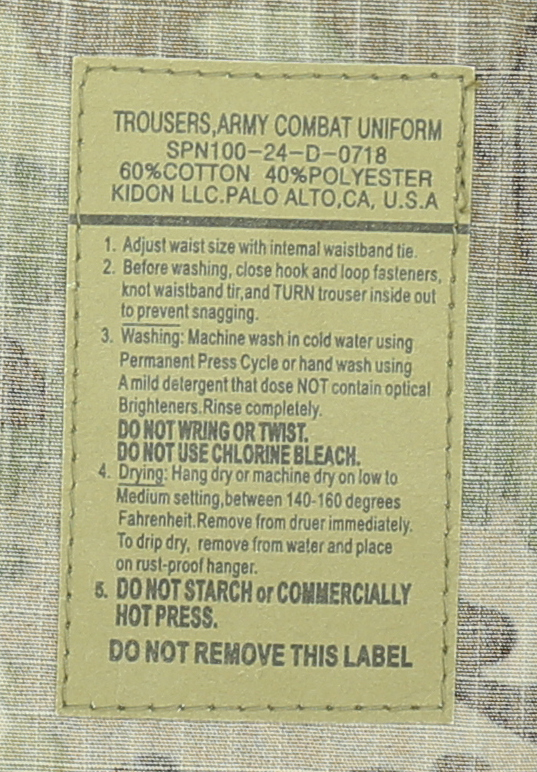 TROUSERS,ARMY COMBAT UNIFORM
SPN100-24-D-0718
60%COTTON 40%POLYESTER
KIDON LLC.PALO ALTO,CA, U.S.A
1. Adjust waist size with internal waistband tie.
2. Before washing, close hook and loop fasteners,
knot waistband tir,and TURN trouser inside out
to prevent snagging.
3. Washing: Machine wash in cold water using
Permanent Press Cycle or hand wash using
A mild detergent that dose NOT contain optical
Brighteners.Rinse completely.
DO NOT WRING OR TWIST.
DO NOT USE CHLORINE BLEACH.
4. Drying: Hang dry or machine dry on low to
Medium setting,between 140-160 degrees
Fahrenheit.Remove from druer immediately.
To drip dry, remove from water and place
on rust-proof hanger.
5. DO NOT STARCH or COMMERCIALLY
HOT PRESS.
DO NOT REMOVE THIS LABEL